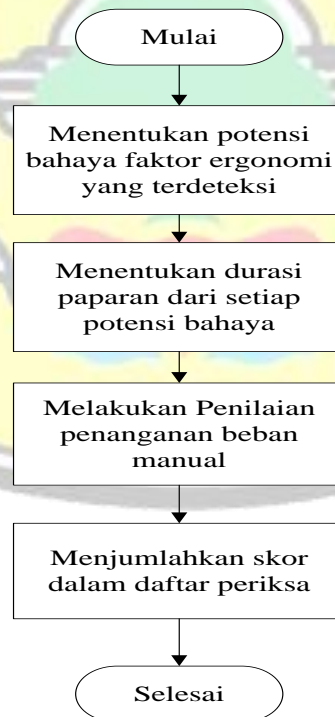 Mulai
Menentukan potensi
bahaya faktor ergonomi
yang terdeteksi
Menentukan durasi
paparan dari setiap
potensi bahaya
Melakukan Penilaian
penanganan beban
manual
Menjumlahkan skor
dalam daftar periksa
Selesai